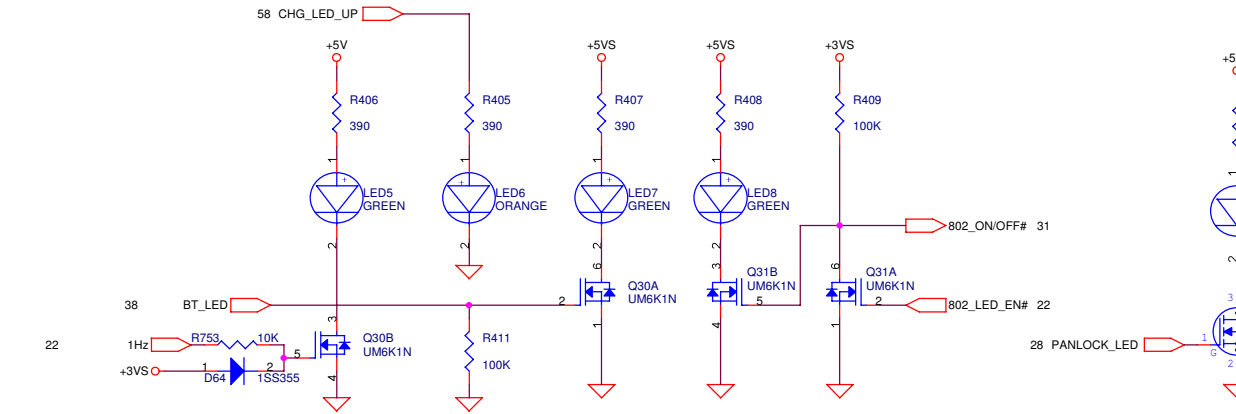 58 CHG_LED_UP
+5V
+5VS
+5VS
+3VS
+5
R406
390
R405
390
R407
390
R408
390
R409
100K
1
1
1
1
1
+
+
+
+
LED5
GREEN
LED6
ORANGE
LED7
GREEN
LED8
GREEN
2
2
2
2
2
802_ON/OFF# 31
3
6
3
6
Q30A
UM6K1N
Q31B
UM6K1N
Q31A
UM6K1N
38 BT_LED
2
5
2
802_LED_EN# 22
3
3
1
4
1
22 1Hz
R753 10K
5
Q30B
UM6K1N
R411
100K
28 PANLOCK_LED
1
G
+3VS
1
2
D64 1SS355
4
2